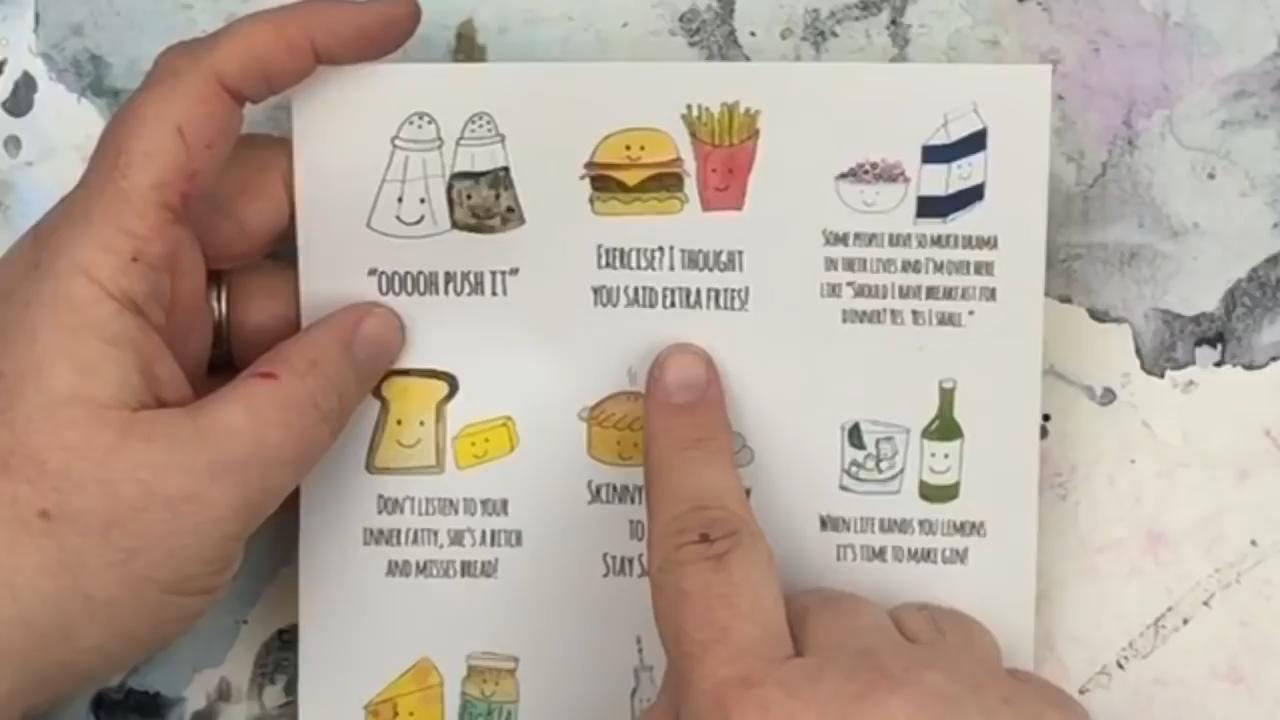 "OOOOH PUSH IT"
EXERCISE? I THOUGHT
YOU SAID EXTRA FRIES!
SOME PEOPLE HAVE SO MUCH DRAMA
IN THEIR LIVES AND I'M OVER HERE
LIKE "SHOULD I HAVE BREAKFAST FOR
DINNER? YES. YES I SHALL."
DON'T LISTEN TO YOUR
INNER FATTY, SHE'S A BITCH
AND MISSES BREAD!
SKINNY
TO
STAY
WHEN LIFE HANDS YOU LEMONS
IT'S TIME TO MAKE GIN!